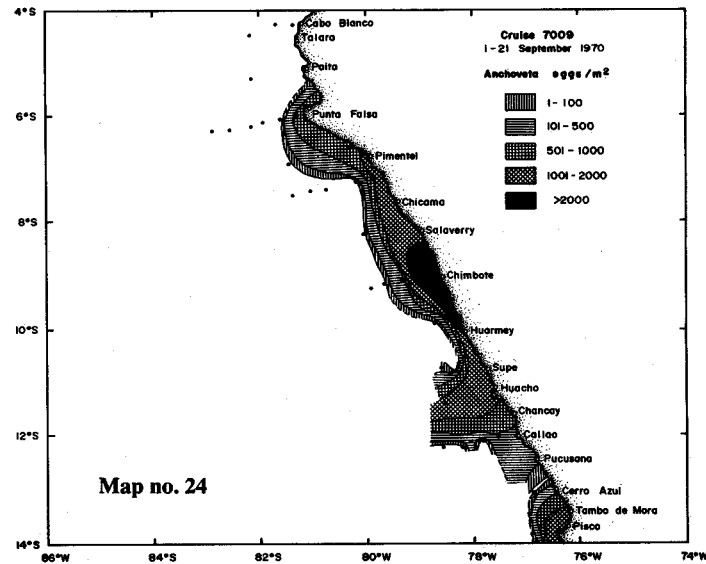 4°S
Cabo Blanco
Talara
Paita
Cruise 7009
1-21 September 1970
Anchoveta eggs/m²
1-100
101-500
501-1000
1001-2000
>2000
6°S
Punta Falsa
Pimentel
Chicama
8°S
Salaverry
Chimbote
10°S
Huarmey
Supe
Huacho
Chancay
12°S
Callao
Pucusana
Map no. 24
Cerro Azul
Tambo de Mora
Pisco
14°S
86°W
84°W
82°S
80°W
78°W
76°W
74°W